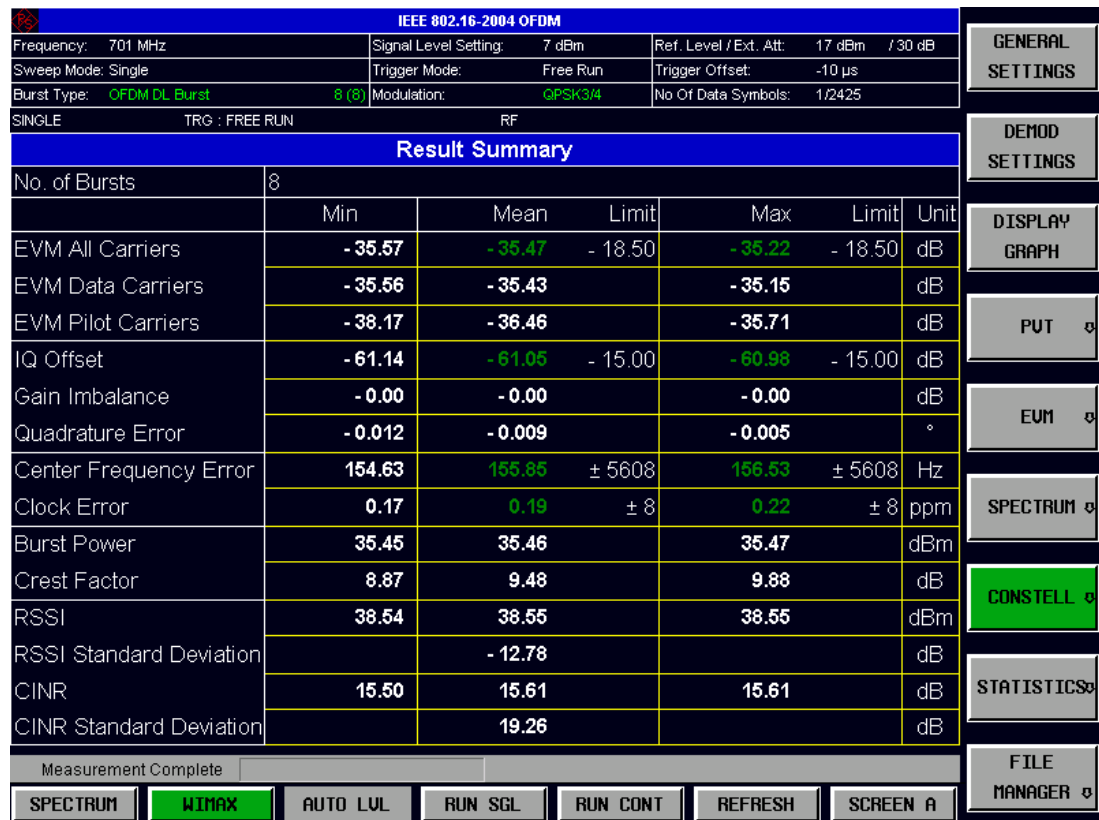 IEEE 802.16-2004 OFDM
Frequency: 701 MHz Signal Level Setting: 7 dBm Ref. Level / Ext. Att: 17 dBm / 30 dB
Sweep Mode: Single Trigger Mode: Free Run Trigger Offset: -10 µs
Burst Type: OFDM DL Burst 8 (8) Modulation: QPSK3/4 No Of Data Symbols: 1/2425
SINGLE TRG : FREE RUN RF
Result Summary
No. of Bursts 8
Min Mean Limit Max Limit Unit
EVM All Carriers - 35.57 - 35.47 - 18.50 - 35.22 - 18.50 dB
EVM Data Carriers - 35.56 - 35.43 - 35.15 dB
EVM Pilot Carriers - 38.17 - 36.46 - 35.71 dB
IQ Offset - 61.14 - 61.05 - 15.00 - 60.98 - 15.00 dB
Gain Imbalance - 0.00 - 0.00 - 0.00 dB
Quadrature Error - 0.012 - 0.009 - 0.005 °
Center Frequency Error 154.63 155.85 ± 5608 156.53 ± 5608 Hz
Clock Error 0.17 0.19 ± 8 0.22 ± 8 ppm
Burst Power 35.45 35.46 35.47 dBm
Crest Factor 8.87 9.48 9.88 dB
RSSI 38.54 38.55 38.55 dBm
RSSI Standard Deviation - 12.78 dB
CINR 15.50 15.61 15.61 dB
CINR Standard Deviation 19.26 dB
Measurement Complete
SPECTRUM WIMAX AUTO LVL RUN SGL RUN CONT REFRESH SCREEN A
GENERAL
SETTINGS
DEMOD
SETTINGS
DISPLAY
GRAPH
PVT
EVM
SPECTRUM
CONSTELL
STATISTICS
FILE
MANAGER